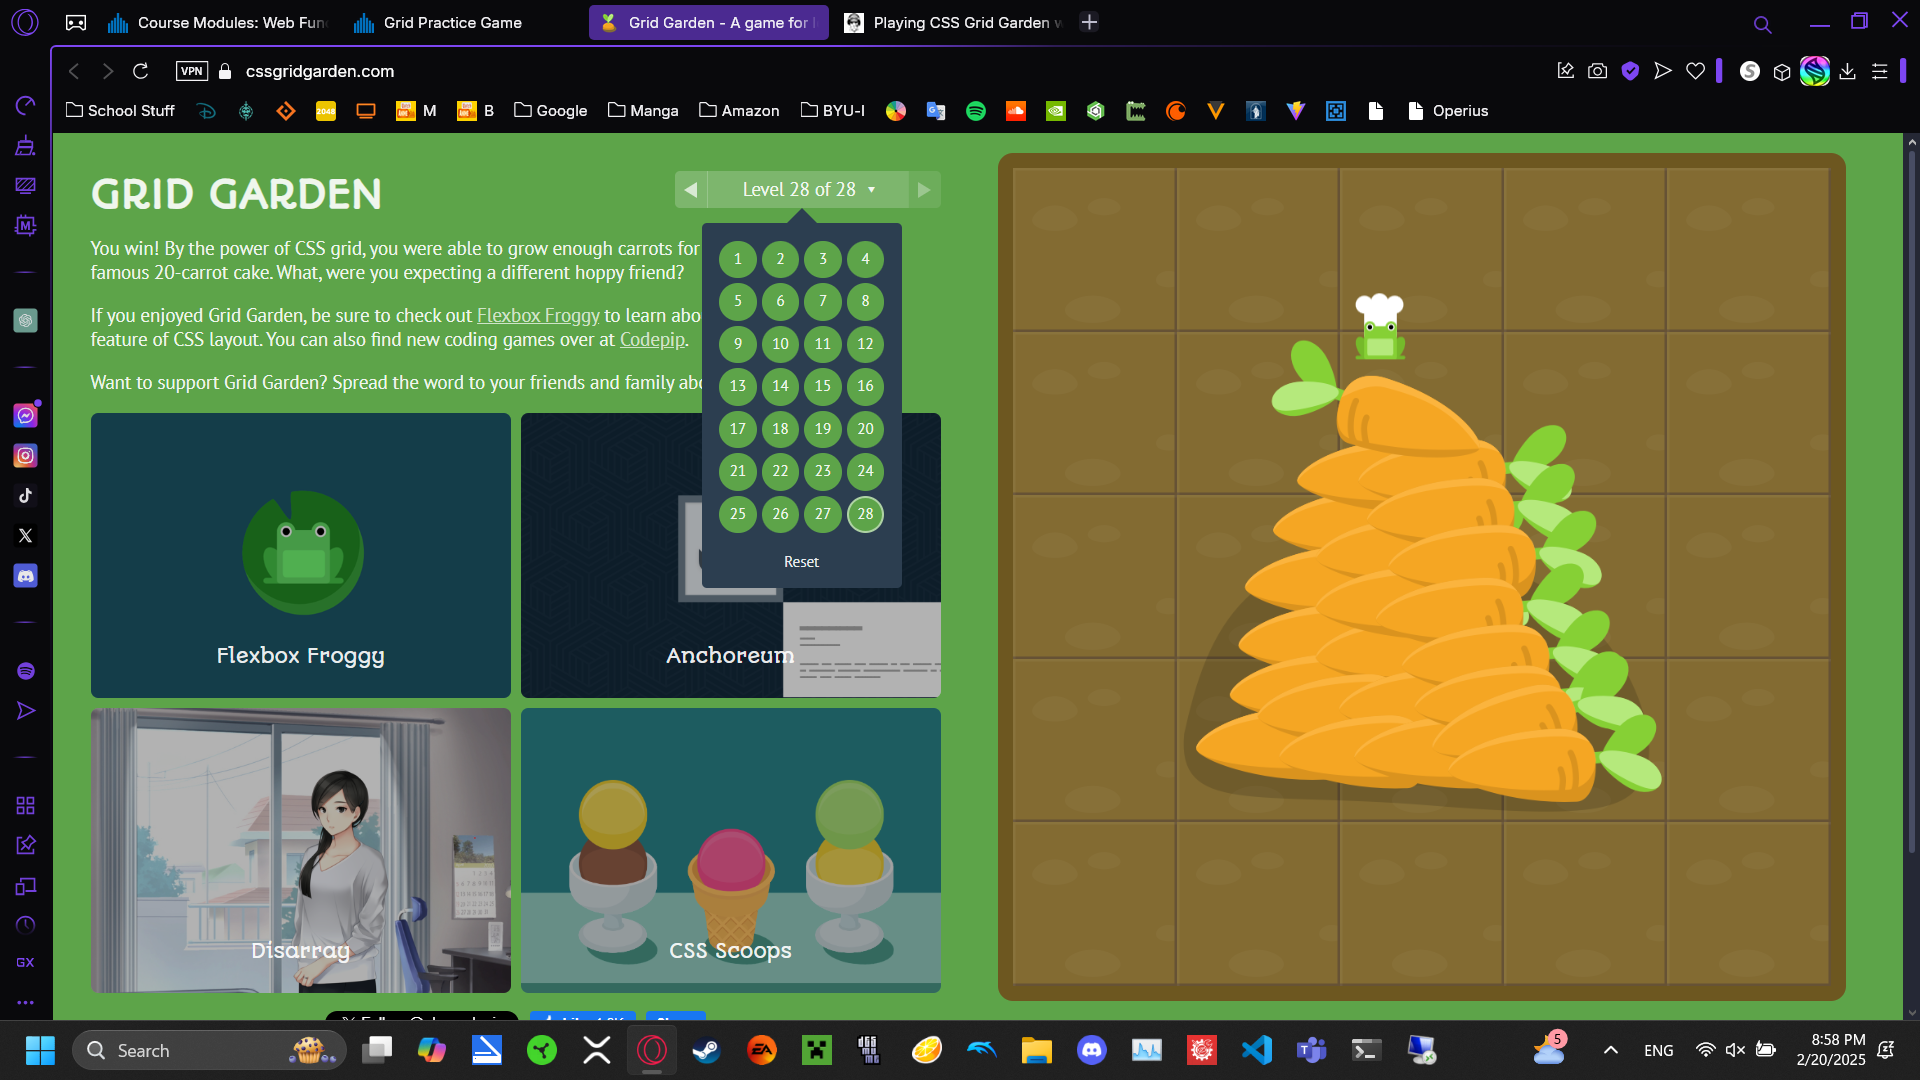 Course Modules: Web Fun
Grid Practice Game
Grid Garden - A game for l
Playing CSS Grid Garden w
VPN
cssgridgarden.com
School Stuff
2048
M
B
Google
Manga
Amazon
BYU-I
Operius
GRID GARDEN
Level 28 of 28
You win! By the power of CSS grid, you were able to grow enough carrots for
famous 20-carrot cake. What, were you expecting a different hoppy friend?
If you enjoyed Grid Garden, be sure to check out Flexbox Froggy to learn abo
feature of CSS layout. You can also find new coding games over at Codepip.
Want to support Grid Garden? Spread the word to your friends and family abo
1 2 3 4
5 6 7 8
9 10 11 12
13 14 15 16
17 18 19 20
21 22 23 24
25 26 27 28
Reset
Flexbox Froggy
Anchoreum
Disarray
CSS Scoops
GX
Search
EA
5
ENG
8:58 PM
2/20/2025